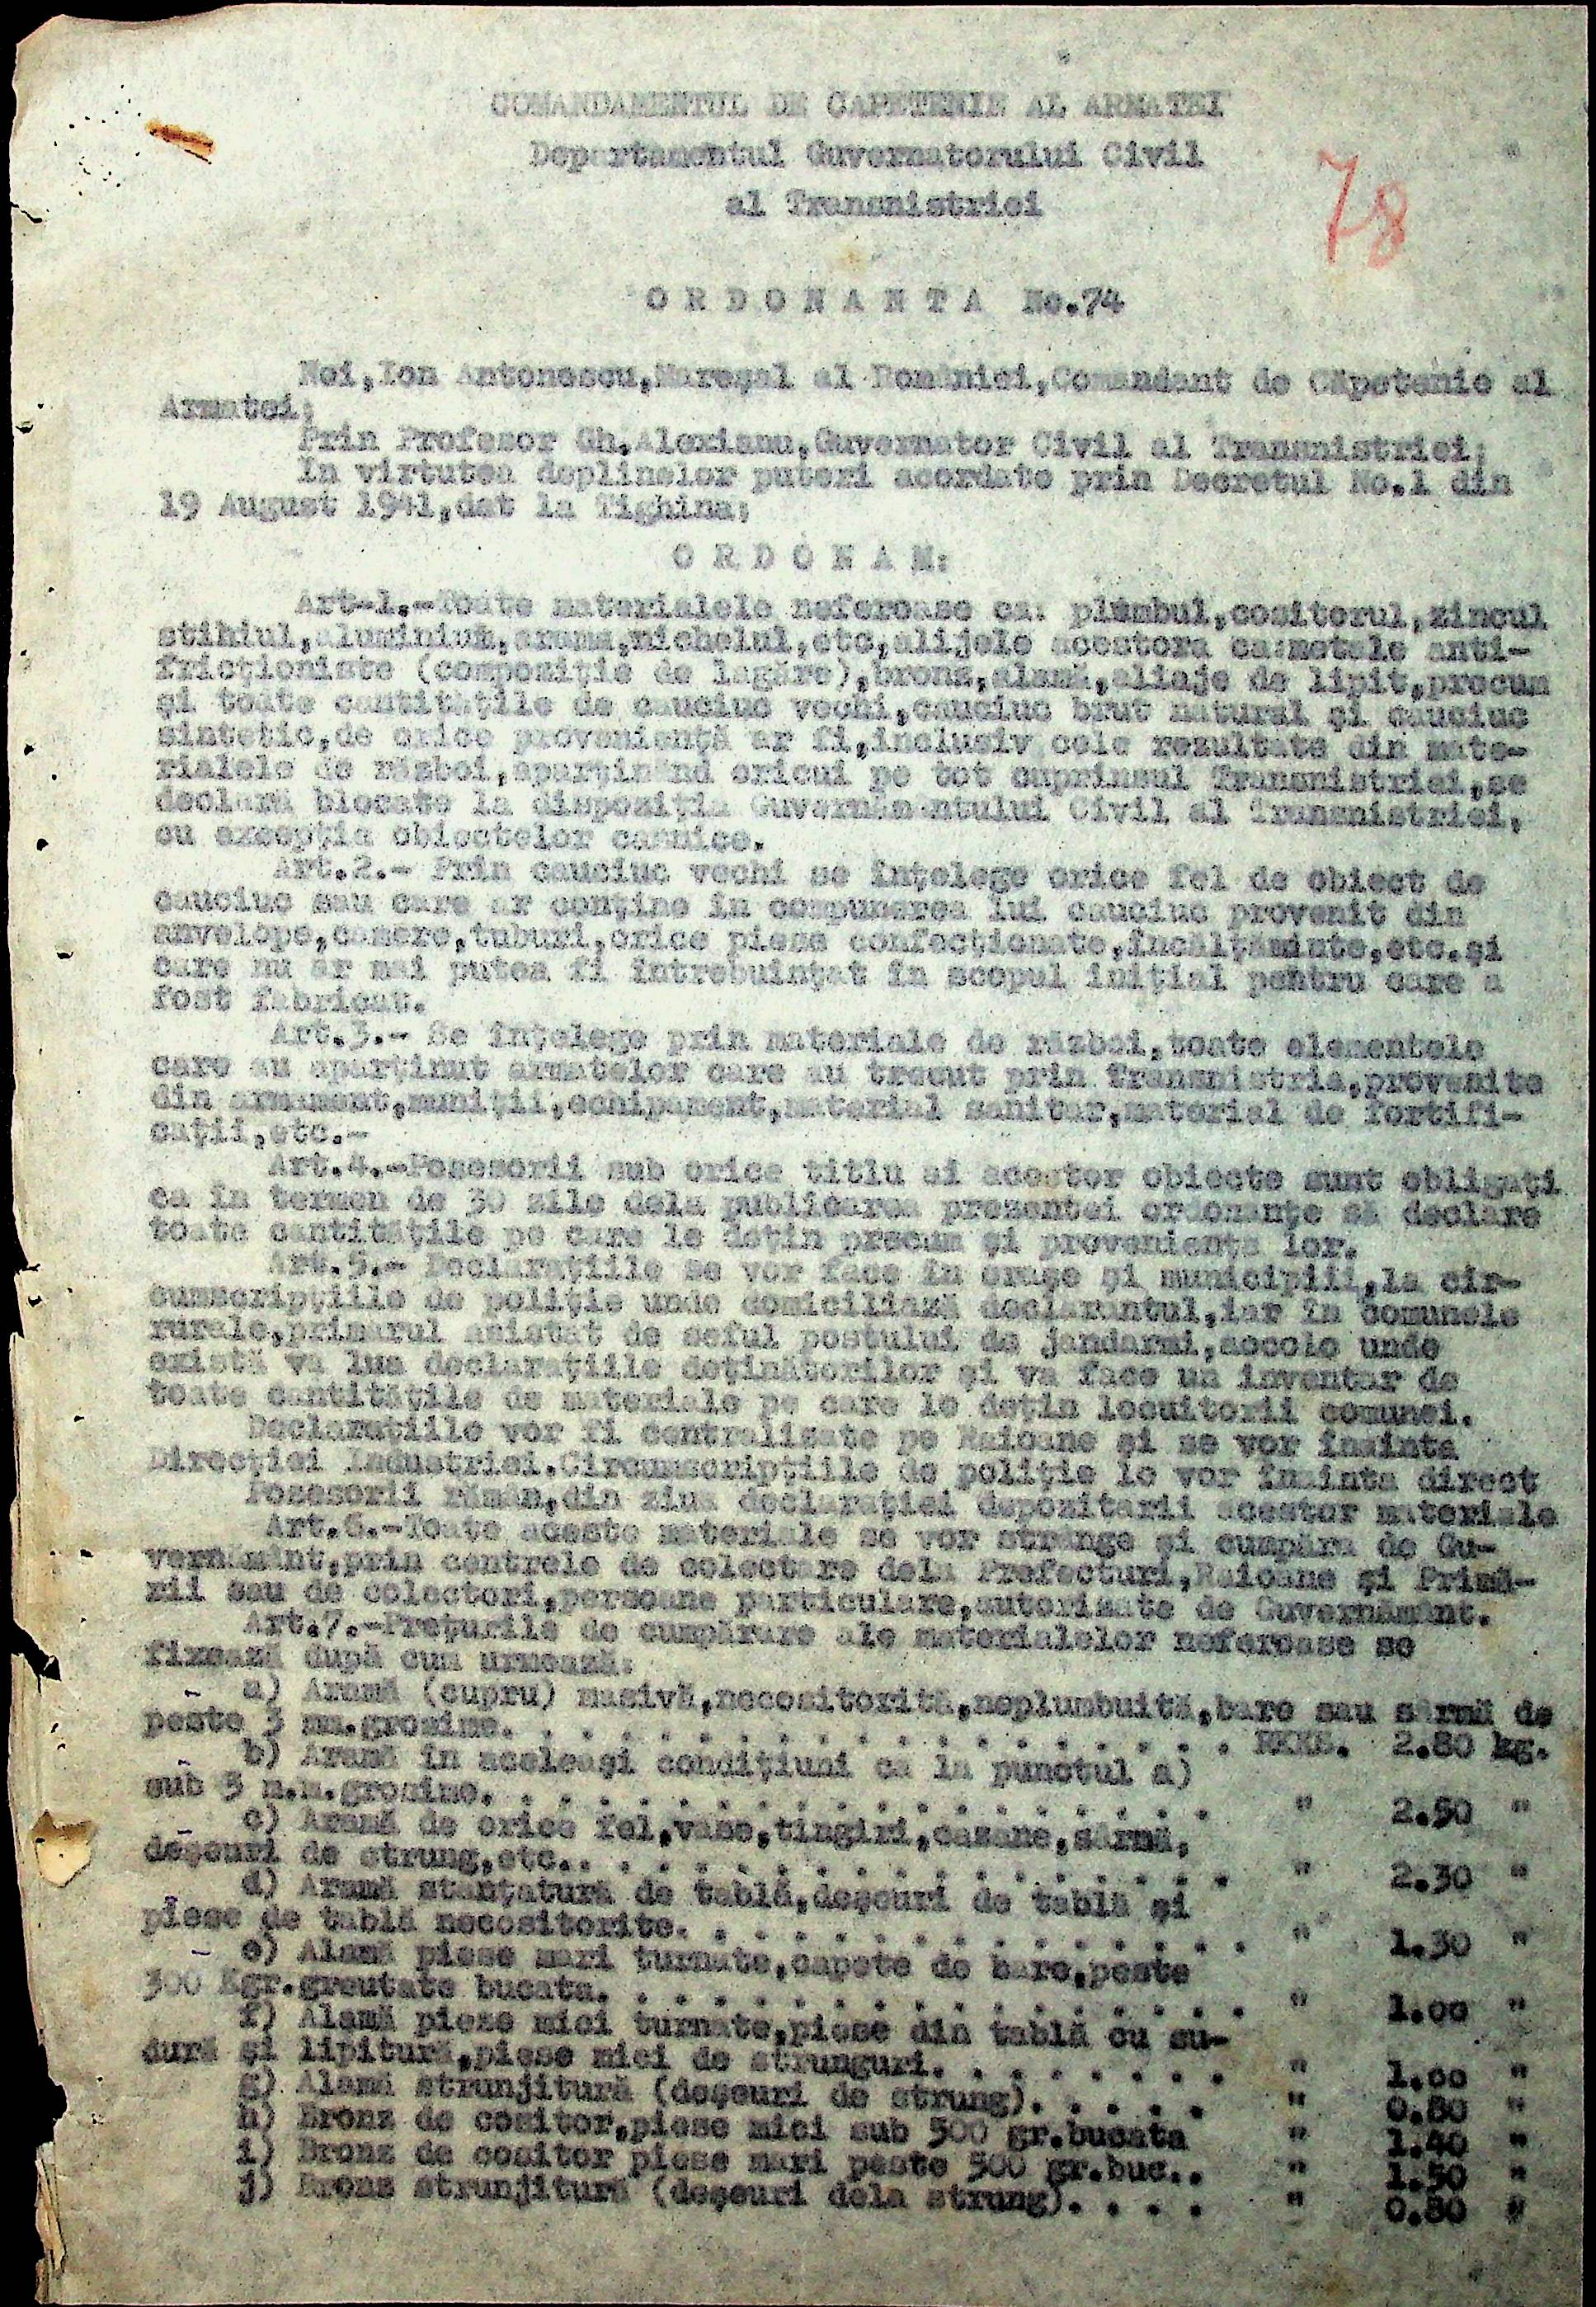 COMANDAMENTUL DE CAPETENIE AL ARMATEI
Departamentul Guvernatorului Civil
al Transnistriei
78
O R D O N A N T A No.74
Noi,Ion Antonescu,Mareşal al României,Comandant de Căpetenie al
Armatei;
Prin Profesor Gh.Alexianu,Guvernator Civil al Transnistriei;
In virtutea deplinelor puteri acordate prin Decretul No.1 din
19 August 1941,dat la Tighina;
O R D O N A M:
Art-1.-Toate materialele neferoase ca: plumbul,cositorul,zincul
stibiul,aluminium,arama,nichelul,etc,alijele acestora ca:metale anti-
fricţioniste (compoziţie de lagăre),bronz,alamă,aliaje de lipit,precum
şi toate cantităţile de cauciuc vechi,cauciuc brut natural şi cauciuc
sintetic,de orice provenienţă ar fi,inclusiv cele rezultate din mate-
rialele de război,aparţinând oricui pe tot cuprinsul Transnistriei,se
declară blocate la dispoziţia Guvernământului Civil al Transnistriei,
cu excepţia obiectelor casnice.
Art.2.- Prin cauciuc vechi se înţelege orice fel de obiect de
cauciuc sau care ar conţine în compunerea lui cauciuc provenit din
anvelope,camere,tuburi,orice piese confecţionate,încălţăminte,etc.şi
care nu ar mai putea fi întrebuinţat în scopul iniţial pentru care a
fost fabricat.
Art.3.- Se înţelege prin materiale de război,toate elementele
care au aparţinut armatelor care au trecut prin Transnistria,provenite
din armament,muniţii,echipament,material sanitar,material de fortifi-
caţii,etc.-
Art.4.-Posesorii sub orice titlu ai acestor obiecte sunt obligaţi
ca în termen de 30 zile dela publicarea prezentei ordonanţe să declare
toate cantităţile pe care le deţin precum şi provenienţa lor.
Art.5.- Declaraţiile se vor face în oraşe şi municipii,la cir-
cumscripţiile de poliţie unde domiciliază declarantul,iar în comunele
rurale,primarul asistat de seful postului de jandarmi,acolo unde
există va lua declaraţiile deţinătorilor şi va face un inventar de
toate cantităţile de materiale pe care le deţin locuitorii comunei.
Declaraţiile vor fi centralizate pe Raioane şi se vor înainta
Direcţiei Industriei.Circumscripţiile de poliţie le vor înainta direct
Posesorii rămân,din ziua declaraţiei depozitarii acestor materiale
Art.6.-Toate aceste materiale se vor strânge şi cumpăra de Gu-
vernământ,prin centrele de colectare dela Prefecturi,Raioane şi Primă-
rii sau de colectori,persoane particulare,autorizate de Guvernământ.
Art.7.-Preţurile de cumpărare ale materialelor neferoase se
fixează după cum urmează:
a) Aramă (cupru) masivă,necositorită,neplumbuită,bare sau sârmă de
peste 3 mm.grosime. . . . . . . . . . . . . . . . . . . . RKKS. 2.80 kg.
b) Aramă în aceleaşi condiţiuni ca la punctul a)
sub 3 m.m.grosime. . . . . . . . . . . . . . . . . . . . " 2.50 "
c) Aramă de orice fel,vase,tingiri,cazane,sârmă,
deşeuri de strung,etc.. . . . . . . . . . . . . . . . . . " 2.30 "
d) Aramă stanţatură de tablă,deşeuri de tablă şi
piese de tablă necositorite. . . . . . . . . . . . . . . . " 1.30 "
e) Alamă piese mari turnate,capete de bare,peste
300 Kgr.greutate bucata. . . . . . . . . . . . . . . . . . " 1.00 "
f) Alamă piese mici turnate,piese din tablă cu su-
dură şi lipitură,piese mici de strunguri. . . . . . . . . " 1.00 "
g) Alamă strunjitură (deşeuri de strung). . . . . " 0.80 "
h) Bronz de cositor,piese mici sub 500 gr.bucata " 1.40 "
i) Bronz de cositor piese mari peste 500 gr.buc.. " 1.50 "
j) Bronz strunjitură (deşeuri dela strung). . . . " 0.80 "